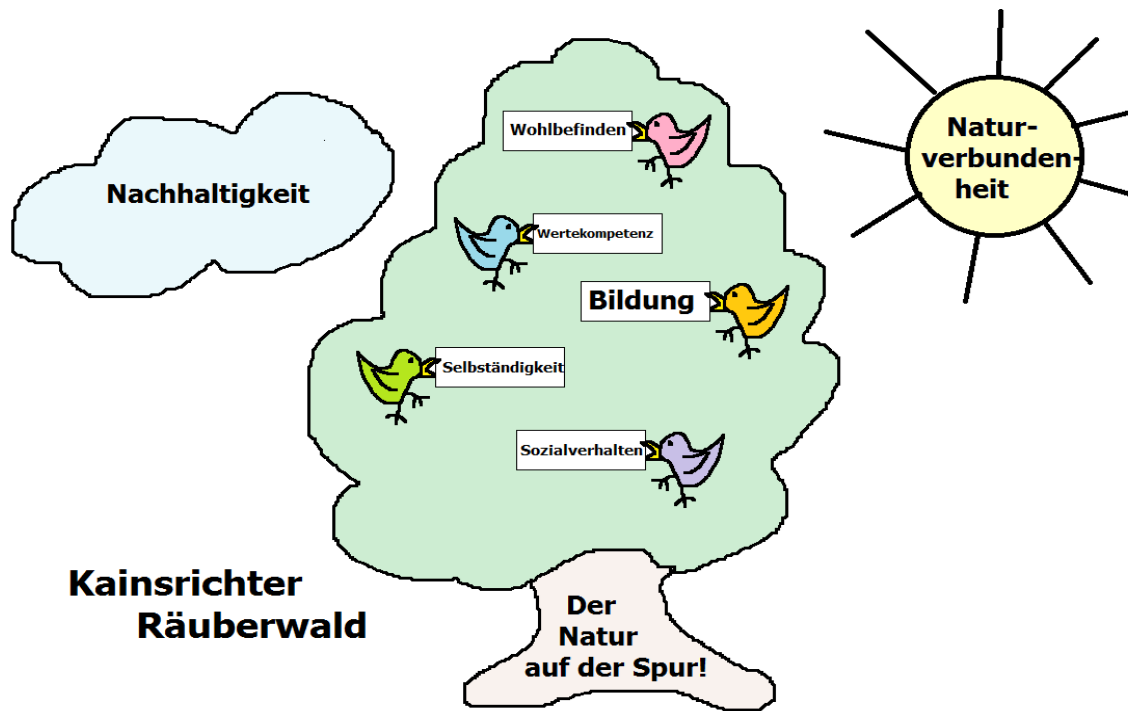 Wohlbefinden
Natur-
verbunden-
heit
Nachhaltigkeit
Wertekompetenz
Bildung
Selbständigkeit
Sozialverhalten
Kainsrichter
Räuberwald
Der
Natur
auf der Spur!